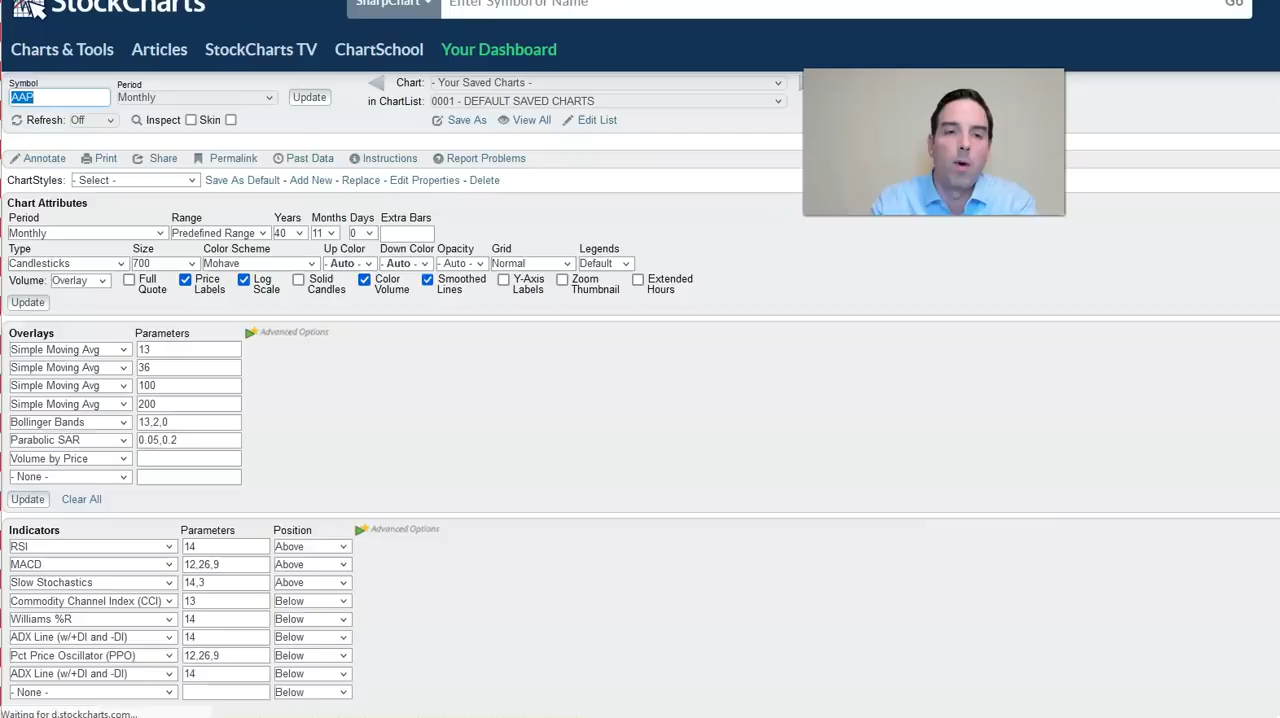 StockCharts
SharpChart Enter Symbol or Name Go
Charts & Tools Articles StockCharts TV ChartSchool Your Dashboard
Symbol Period
AAP Monthly Update
Chart: - Your Saved Charts -
in ChartList: 0001 - DEFAULT SAVED CHARTS
Refresh: Off Inspect Skin
Save As View All Edit List
Annotate Print Share Permalink Past Data Instructions Report Problems
ChartStyles: - Select - Save As Default - Add New - Replace - Edit Properties - Delete
Chart Attributes
Period Range Years Months Days Extra Bars
Monthly Predefined Range 40 11 0
Type Size Color Scheme Up Color Down Color Opacity Grid Legends
Candlesticks 700 Mohave - Auto - - Auto - - Auto - Normal Default
Volume: Overlay Full Quote Price Labels Log Scale Solid Candles Color Volume Smoothed Lines Y-Axis Labels Zoom Thumbnail Extended Hours
Update
Overlays Parameters Advanced Options
Simple Moving Avg 13
Simple Moving Avg 36
Simple Moving Avg 100
Simple Moving Avg 200
Bollinger Bands 13,2,0
Parabolic SAR 0.05,0.2
Volume by Price
- None -
Update Clear All
Indicators Parameters Position Advanced Options
RSI 14 Above
MACD 12,26,9 Above
Slow Stochastics 14,3 Above
Commodity Channel Index (CCI) 13 Below
Williams %R 14 Below
ADX Line (w/+DI and -DI) 14 Below
Pct Price Oscillator (PPO) 12,26,9 Below
ADX Line (w/+DI and -DI) 14 Below
- None - Below
Waiting for d.stockcharts.com...